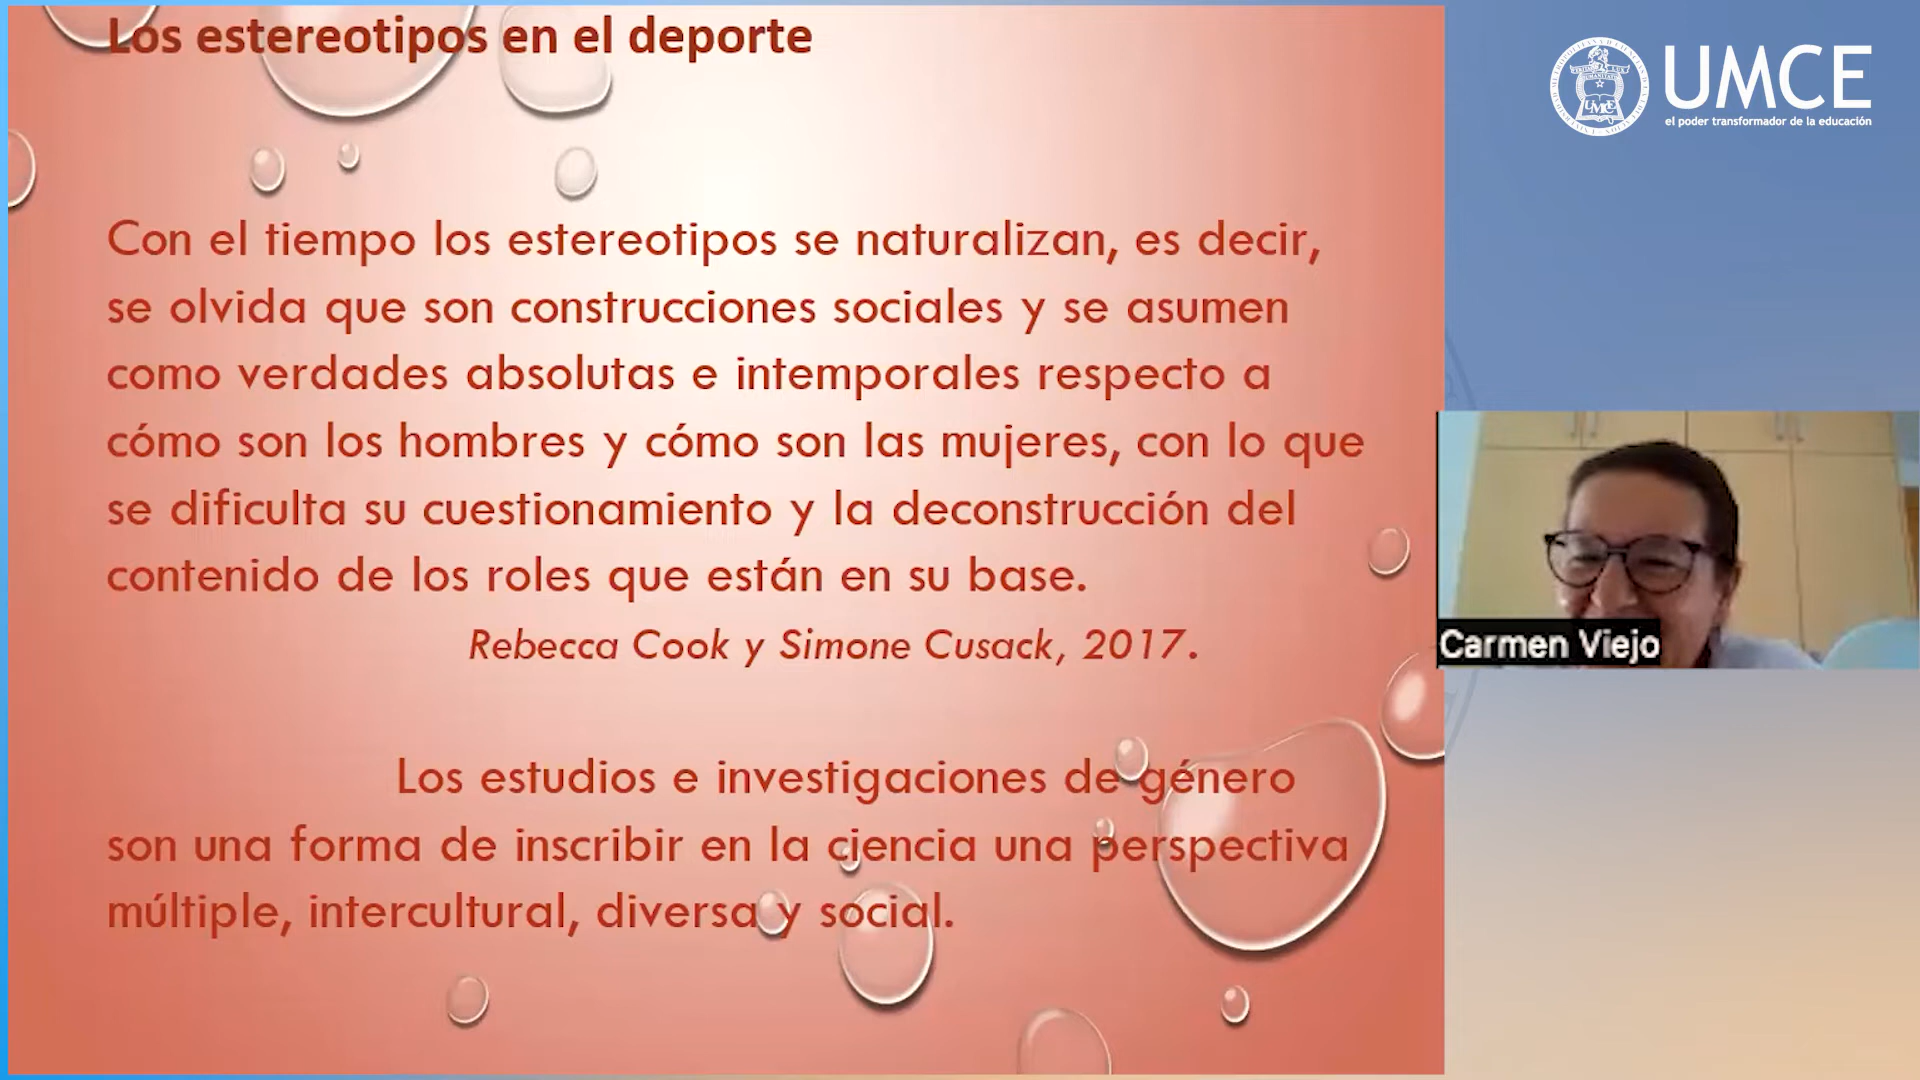 Los estereotipos en el deporte
Con el tiempo los estereotipos se naturalizan, es decir,
se olvida que son construcciones sociales y se asumen
como verdades absolutas e intemporales respecto a
cómo son los hombres y cómo son las mujeres, con lo que
se dificulta su cuestionamiento y la deconstrucción del
contenido de los roles que están en su base.
Rebecca Cook y Simone Cusack, 2017.
Los estudios e investigaciones de género
son una forma de inscribir en la ciencia una perspectiva
múltiple, intercultural, diversa y social.
UMCE
el poder transformador de la educación
Carmen Viejo